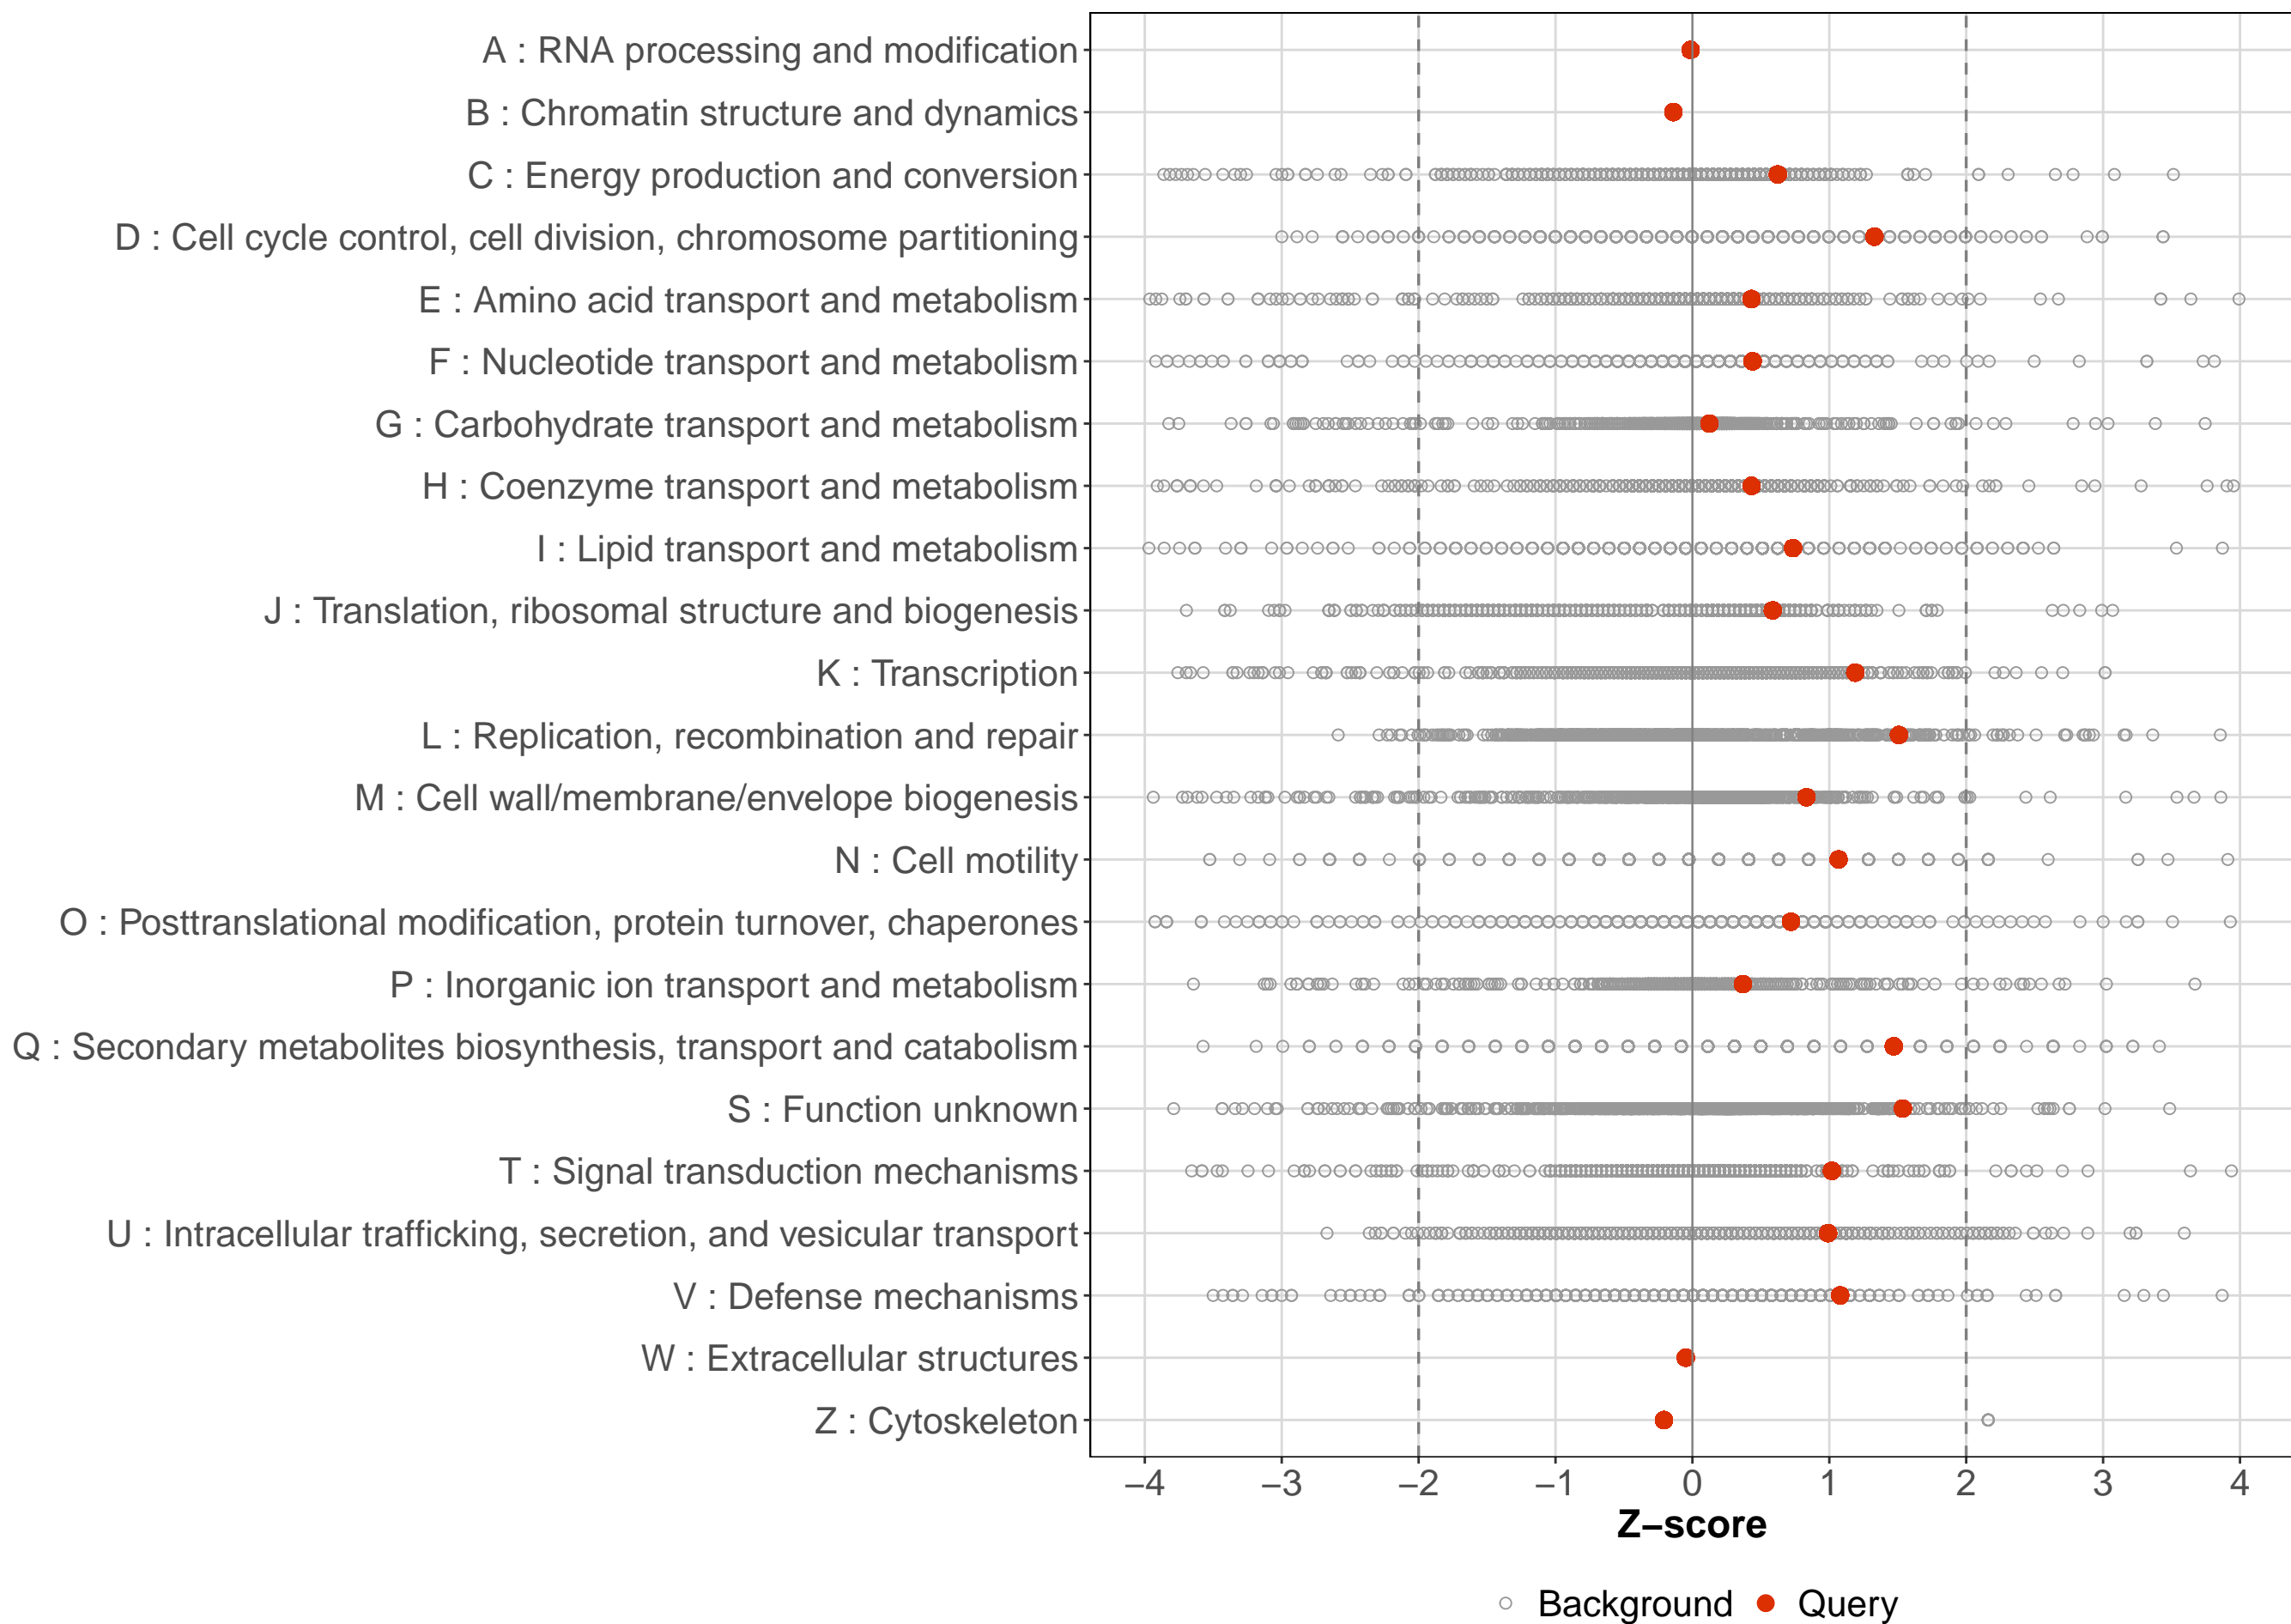 A : RNA processing and modification
B : Chromatin structure and dynamics
C : Energy production and conversion
D : Cell cycle control, cell division, chromosome partitioning
E : Amino acid transport and metabolism
F : Nucleotide transport and metabolism
G : Carbohydrate transport and metabolism
H : Coenzyme transport and metabolism
I : Lipid transport and metabolism
J : Translation, ribosomal structure and biogenesis
K : Transcription
L : Replication, recombination and repair
M : Cell wall/membrane/envelope biogenesis
N : Cell motility
O : Posttranslational modification, protein turnover, chaperones
P : Inorganic ion transport and metabolism
Q : Secondary metabolites biosynthesis, transport and catabolism
S : Function unknown
T : Signal transduction mechanisms
U : Intracellular trafficking, secretion, and vesicular transport
V : Defense mechanisms
W : Extracellular structures
Z : Cytoskeleton
−4 −3 −2 −1 0 1 2 3 4
Z−score
Background Query